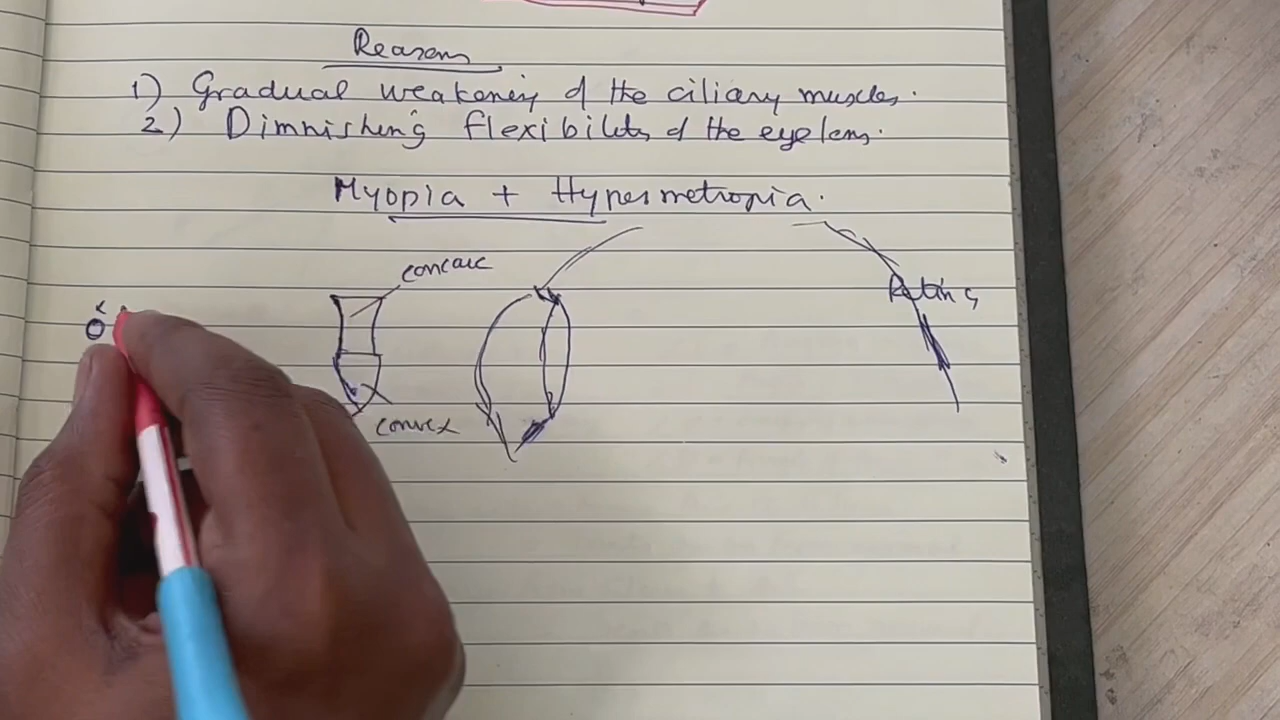 Reasons
1) Gradual weakening of the ciliary muscles.
2) Dimnishing flexibility of the eye lens.
Myopia + Hypermetropia.
concave
Retina
O
convex